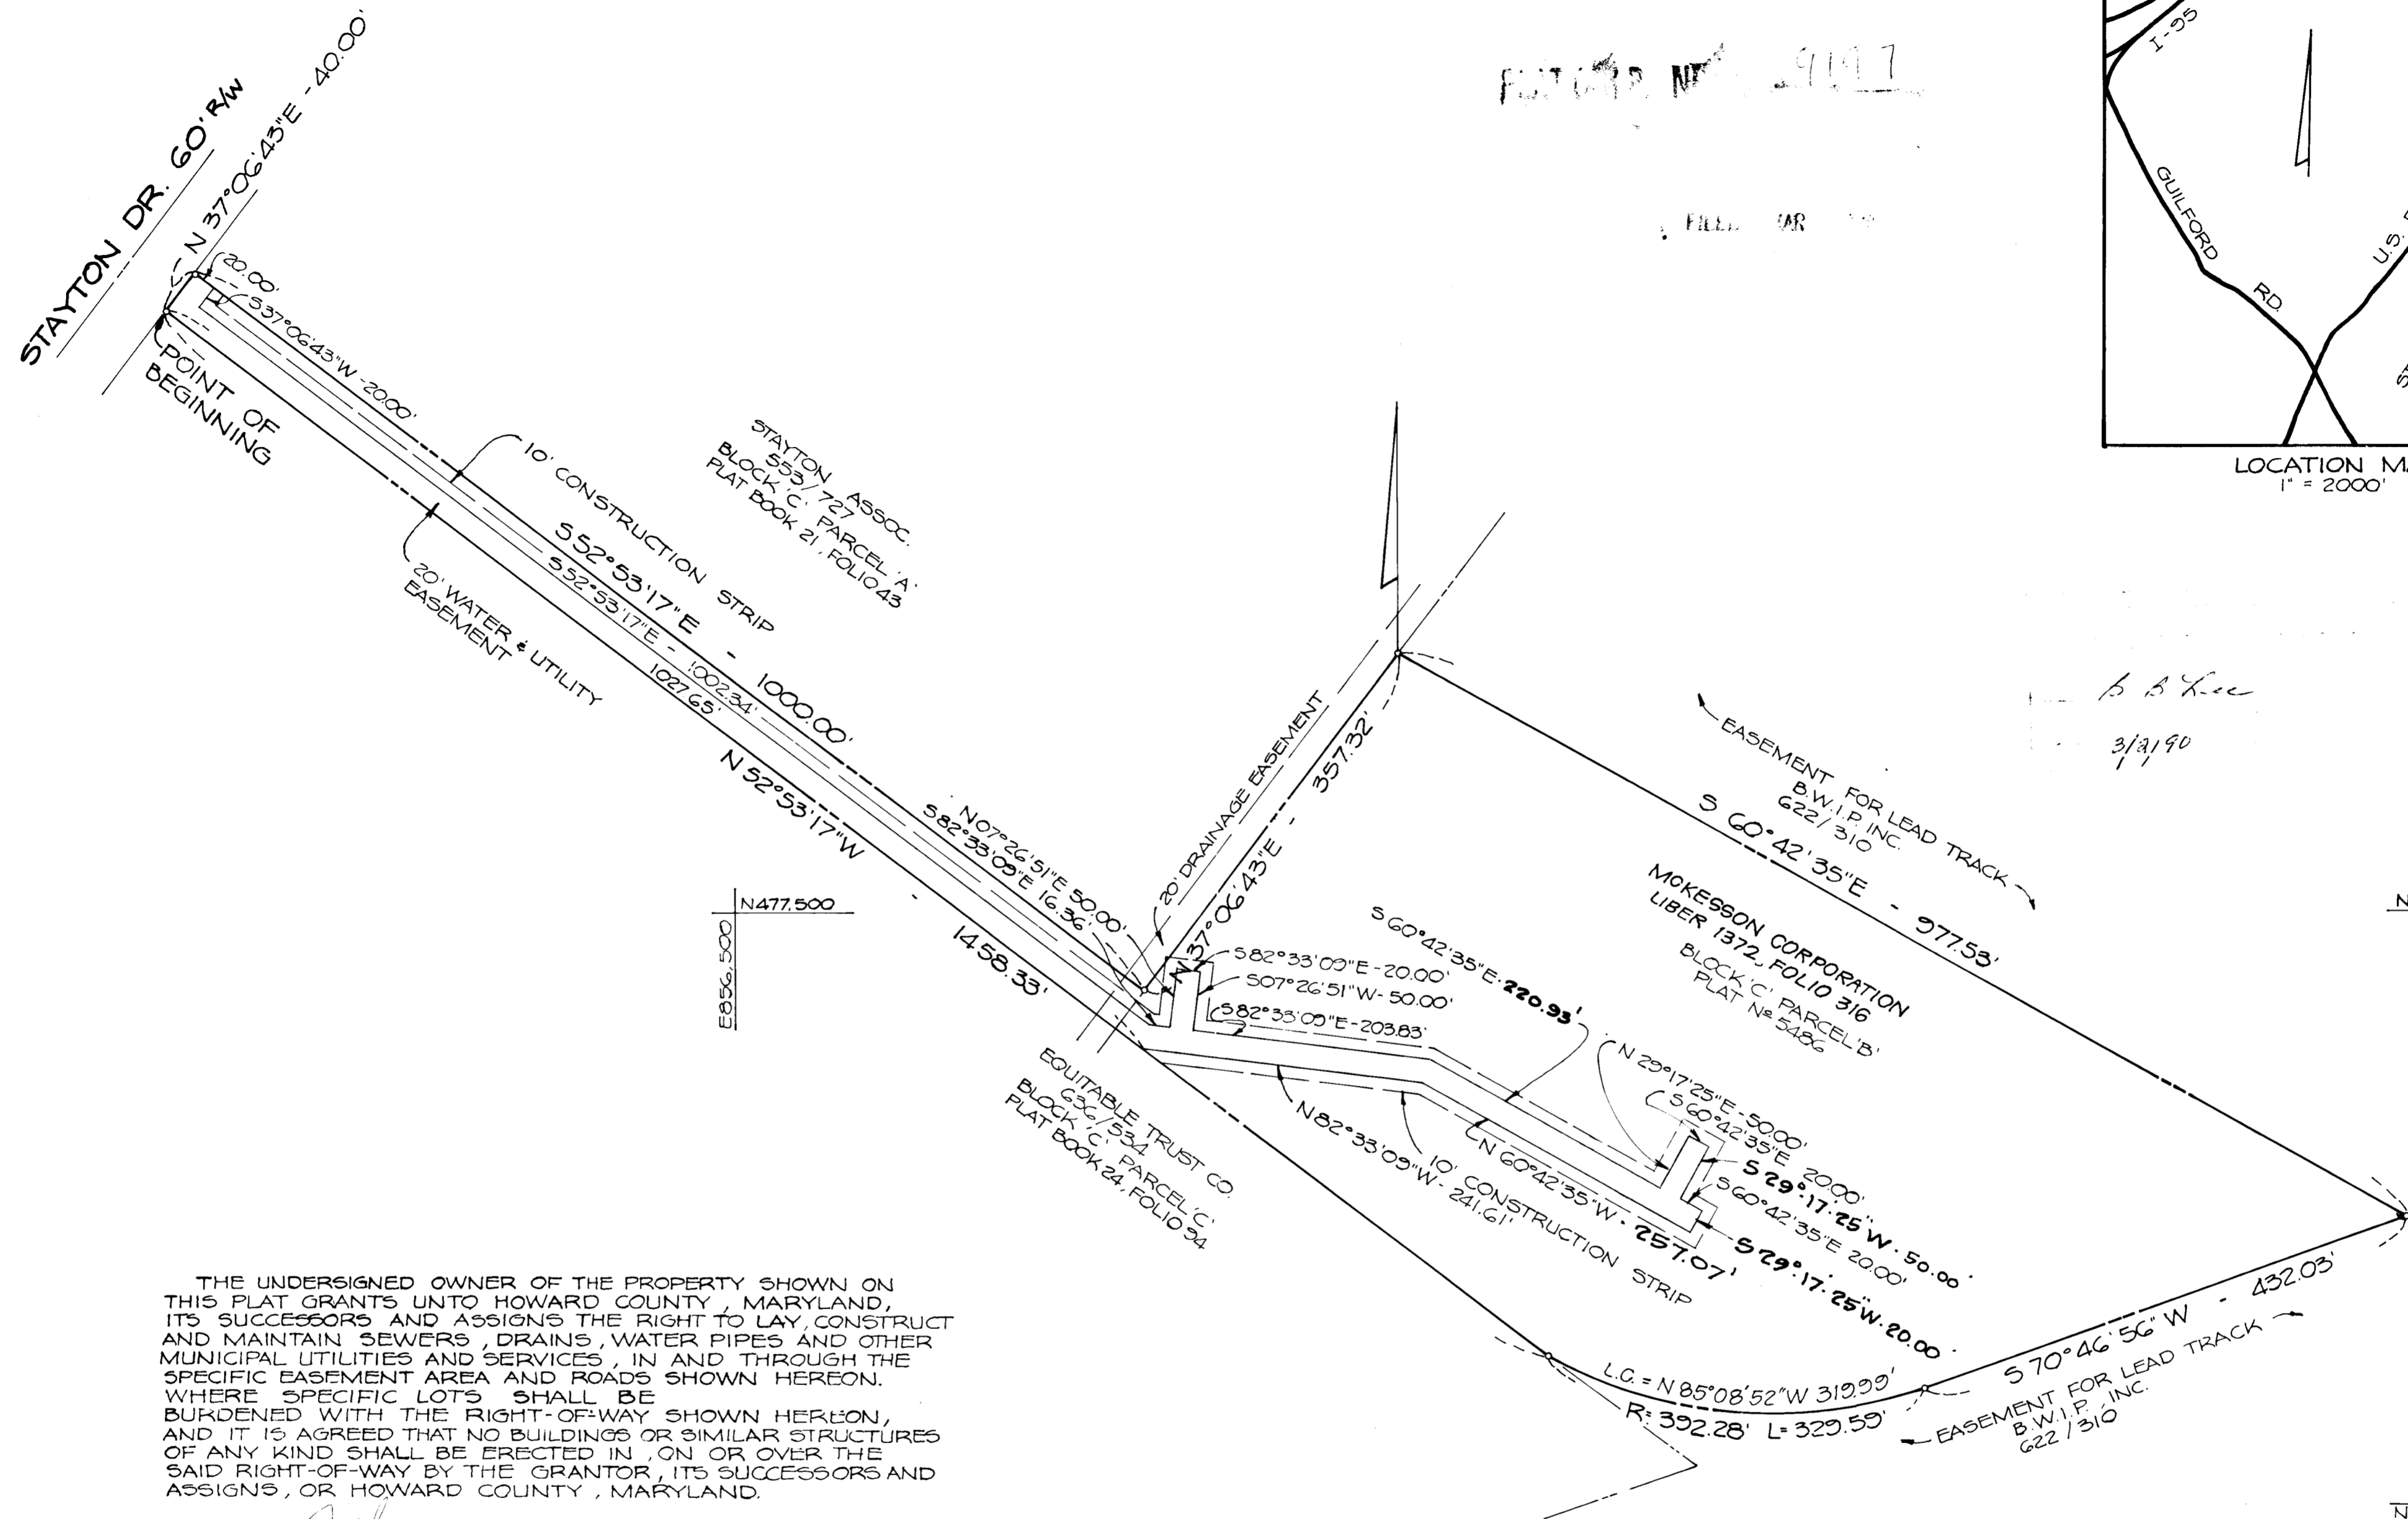 STAYTON DR. 60' R/W
N 37°06'43"E - 40.00'
20.00'
S37°06'43"W-20.00'
POINT OF
BEGINNING
10' CONSTRUCTION STRIP
STAYTON ASSOC.
553/727
BLOCK 'C' PARCEL 'A'
PLAT BOOK 21, FOLIO 43
S 52°53'17"E - 1000.00'
S 52°53'17"E - 1002.34'
1027.65'
20' WATER & UTILITY
EASEMENT
N 52°53'17"W - 1458.33'
N477,500
E856,500
N07°26'51"E 50.00'
S82°33'09"E 16.36'
20' DRAINAGE EASEMENT
N 37°06'43"E - 357.32'
9197
I-95
GUILFORD
RD.
U.S.
LOCATION
1" = 2000'
3/2/90
EASEMENT FOR LEAD TRACK
B.W.I.P. INC.
622/310
S 60°42'35"E - 977.53'
MCKESSON CORPORATION
LIBER 1372, FOLIO 316
BLOCK 'C' PARCEL 'B'
PLAT Nº 5486
S 60°42'35"E-220.93'
S82°33'09"E-20.00'
S07°26'51"W-50.00'
S82°33'09"E-203.83'
N 29°17'25"E-50.00'
S 60°42'35"E 20.00'
S 29°.17'.25"W.50.00'
S 60°42'35"E 20.00'
S 29°.17'.25"W.20.00'
N 60°42'35"W-257.07'
N82°33'09"W-241.61'
10' CONSTRUCTION STRIP
EQUITABLE TRUST CO.
636/534
BLOCK 'C' PARCEL 'C'
PLAT BOOK 24, FOLIO 94
L.C. = N 85°08'52"W 319.99'
R= 392.28' L= 329.59'
S 70°46'56"W - 432.03'
EASEMENT FOR LEAD TRACK
B.W.I.P., INC.
622/310
THE UNDERSIGNED OWNER OF THE PROPERTY SHOWN ON
THIS PLAT GRANTS UNTO HOWARD COUNTY, MARYLAND,
ITS SUCCESSORS AND ASSIGNS THE RIGHT TO LAY, CONSTRUCT
AND MAINTAIN SEWERS, DRAINS, WATER PIPES AND OTHER
MUNICIPAL UTILITIES AND SERVICES, IN AND THROUGH THE
SPECIFIC EASEMENT AREA AND ROADS SHOWN HEREON.
WHERE SPECIFIC LOTS SHALL BE
BURDENED WITH THE RIGHT-OF-WAY SHOWN HEREON,
AND IT IS AGREED THAT NO BUILDINGS OR SIMILAR STRUCTURES
OF ANY KIND SHALL BE ERECTED IN, ON OR OVER THE
SAID RIGHT-OF-WAY BY THE GRANTOR, ITS SUCCESSORS AND
ASSIGNS, OR HOWARD COUNTY, MARYLAND.